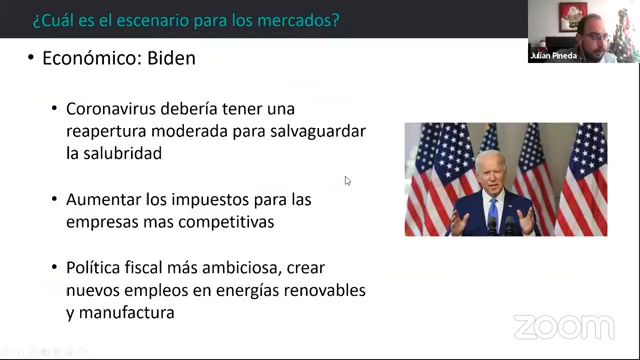 ¿Cuál es el escenario para los mercados?
• Económico: Biden
• Coronavirus debería tener una
reapertura moderada para salvaguardar
la salubridad
• Aumentar los impuestos para las
empresas mas competitivas
• Política fiscal más ambiciosa, crear
nuevos empleos en energías renovables
y manufactura
Julian Pineda
zoom